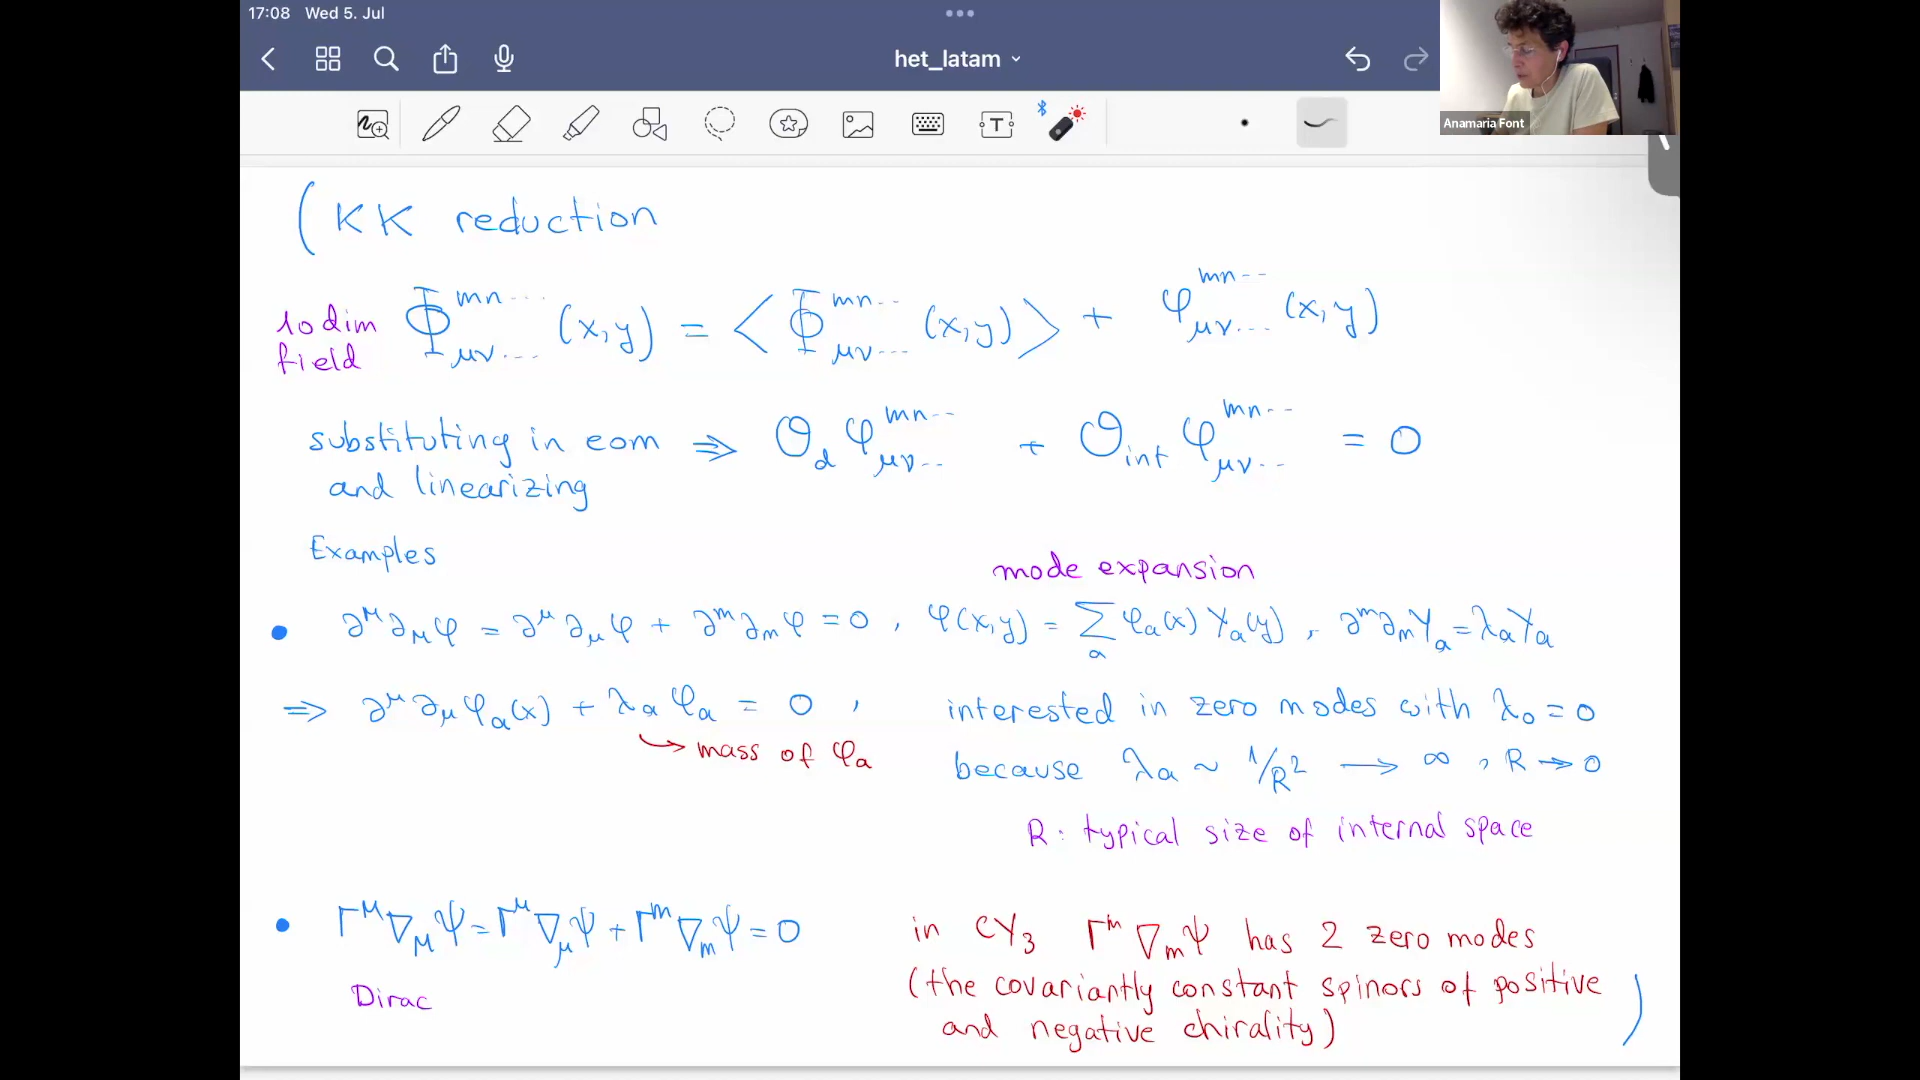 17:08 Wed 5. Jul
het_latam
Anamaria Font
( KK reduction
10 dim field Φ^{mn...}_{μν...} (x,y) = < Φ^{mn..}_{μν...} (x,y) > + φ^{mn..}_{μν...} (x,y)
substituting in eom ⇒ O_d φ^{mn..}_{μν..} + O_int φ^{mn..}_{μν..} = 0
and linearizing
Examples
mode expansion
• ∂^M ∂_M φ = ∂^μ ∂_μ φ + ∂^m ∂_m φ = 0 , φ(x,y) = Σ_a φ_a(x) Y_a(y) , ∂^m ∂_m Y_a = λ_a Y_a
⇒ ∂^μ ∂_μ φ_a(x) + λ_a φ_a = 0 , interested in zero modes with λ_0 = 0
↪ mass of φ_a
because λ_a ~ 1/R^2 → ∞ , R → 0
R: typical size of internal space
• Γ^M ∇_M ψ = Γ^μ ∇_μ ψ + Γ^m ∇_m ψ = 0
Dirac
in CY_3 Γ^m ∇_m ψ has 2 zero modes
(the covariantly constant spinors of positive
and negative chirality) )